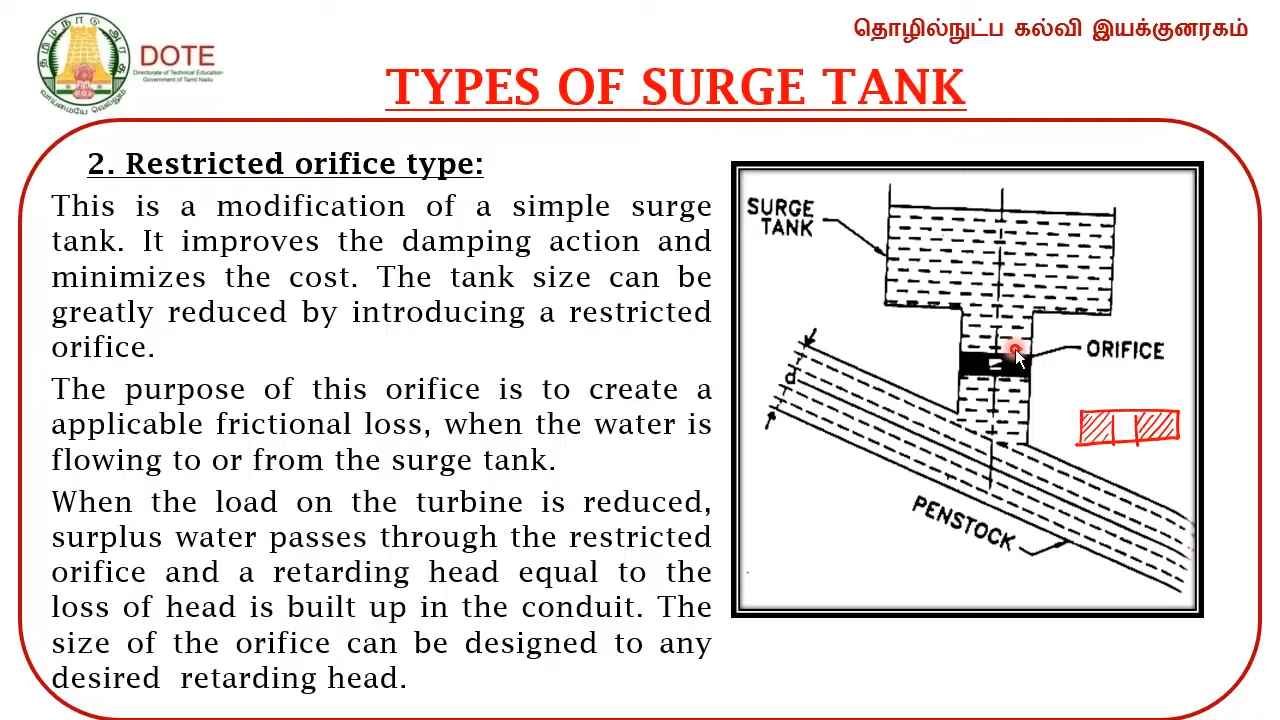 தொழில்நுட்ப கல்வி இயக்குனரகம்
தமிழ்நாடு அரசு
வாய்மையே வெல்லும்
DOTE
Directorate of Technical Education
Government of Tamil Nadu
TYPES OF SURGE TANK
2. Restricted orifice type:
This is a modification of a simple surge
tank. It improves the damping action and
minimizes the cost. The tank size can be
greatly reduced by introducing a restricted
orifice.
The purpose of this orifice is to create a
applicable frictional loss, when the water is
flowing to or from the surge tank.
When the load on the turbine is reduced,
surplus water passes through the restricted
orifice and a retarding head equal to the
loss of head is built up in the conduit. The
size of the orifice can be designed to any
desired retarding head.
SURGE
TANK
ORIFICE
d
PENSTOCK